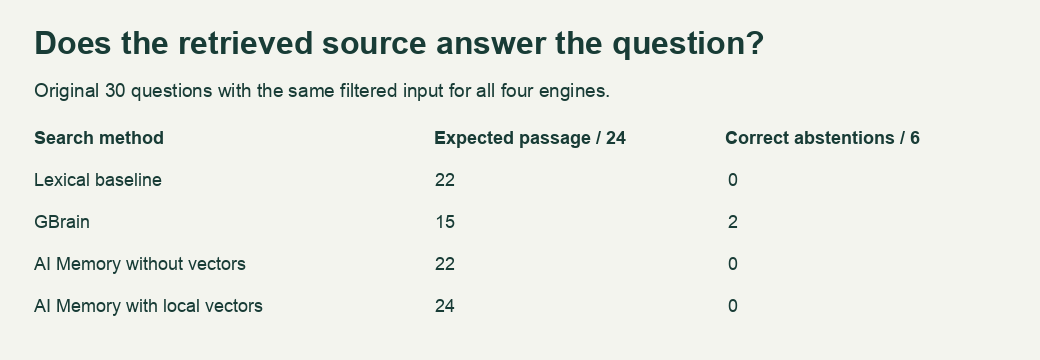 Does the retrieved source answer the question?
Original 30 questions with the same filtered input for all four engines.
Search method Expected passage / 24 Correct abstentions / 6
Lexical baseline 22 0
GBrain 15 2
AI Memory without vectors 22 0
AI Memory with local vectors 24 0